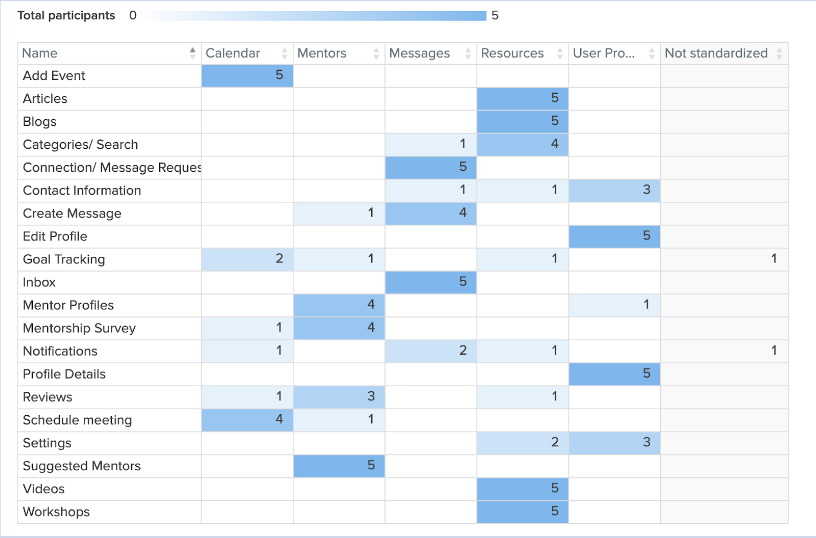 Total participants 0 5
Name Calendar Mentors Messages Resources User Pro... Not standardized
Add Event 5
Articles 5
Blogs 5
Categories/ Search 1 4
Connection/ Message Reques 5
Contact Information 1 1 3
Create Message 1 4
Edit Profile 5
Goal Tracking 2 1 1 1
Inbox 5
Mentor Profiles 4 1
Mentorship Survey 1 4
Notifications 1 2 1 1
Profile Details 5
Reviews 1 3 1
Schedule meeting 4 1
Settings 2 3
Suggested Mentors 5
Videos 5
Workshops 5